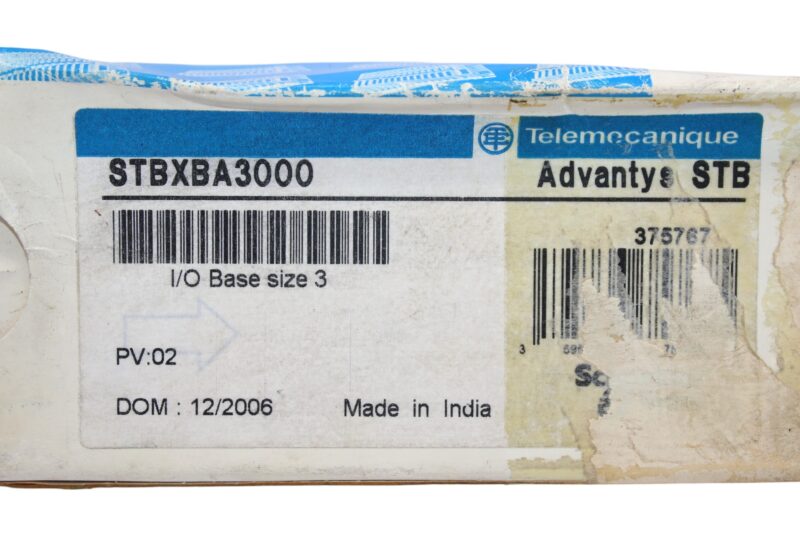 Telemecanique
STBXBA3000
Advantys STB
375767
I/O Base size 3
PV:02
DOM : 12/2006
Made in India